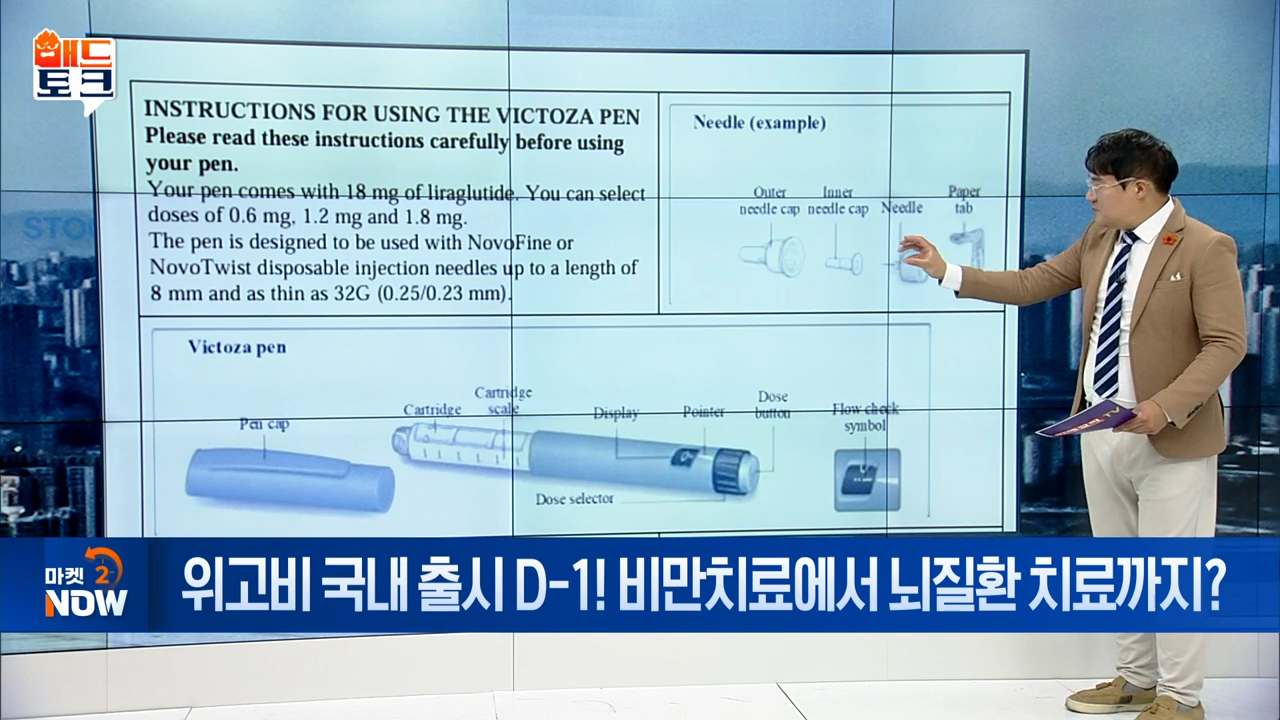 매드
토크
INSTRUCTIONS FOR USING THE VICTOZA PEN
Please read these instructions carefully before using
your pen.
Your pen comes with 18 mg of liraglutide. You can select
doses of 0.6 mg, 1.2 mg and 1.8 mg.
The pen is designed to be used with NovoFine or
NovoTwist disposable injection needles up to a length of
8 mm and as thin as 32G (0.25/0.23 mm).
Needle (example)
Outer
needle cap
Inner
needle cap
Needle
Paper
tab
Victoza pen
Pen cap
Cartridge
Cartridge
scale
Display
Pointer
Dose
button
Flow check
symbol
Dose selector
마켓 2
NOW
위고비 국내 출시 D-1! 비만치료에서 뇌질환 치료까지?